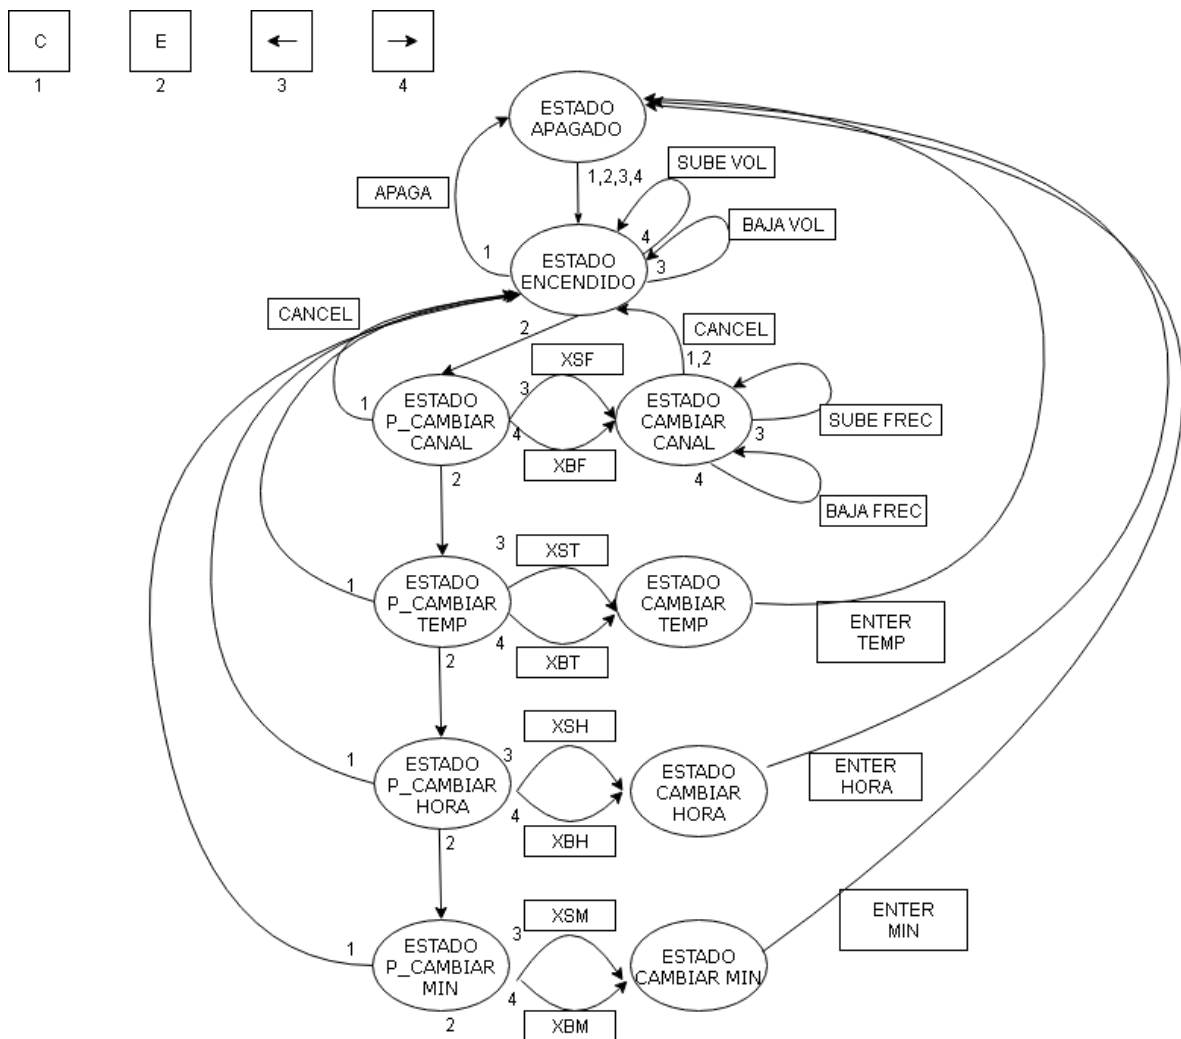 C
E
1
2
3
4
ESTADO
APAGADO
1,2,3,4
SUBE VOL
APAGA
BAJA VOL
4
1
ESTADO
ENCENDIDO
3
CANCEL
2
CANCEL
XSF
1,2
3
1
ESTADO
P_CAMBIAR
CANAL
ESTADO
CAMBIAR
CANAL
SUBE FREC
4
3
XBF
2
4
BAJA FREC
3
XST
1
ESTADO
P_CAMBIAR
TEMP
ESTADO
CAMBIAR
TEMP
ENTER
TEMP
4
2
XBT
XSH
3
1
ESTADO
P_CAMBIAR
HORA
ESTADO
CAMBIAR
HORA
ENTER
HORA
4
2
XBH
XSM
ENTER
MIN
3
1
ESTADO
P_CAMBIAR
MIN
ESTADO
CAMBIAR MIN
4
2
XBM